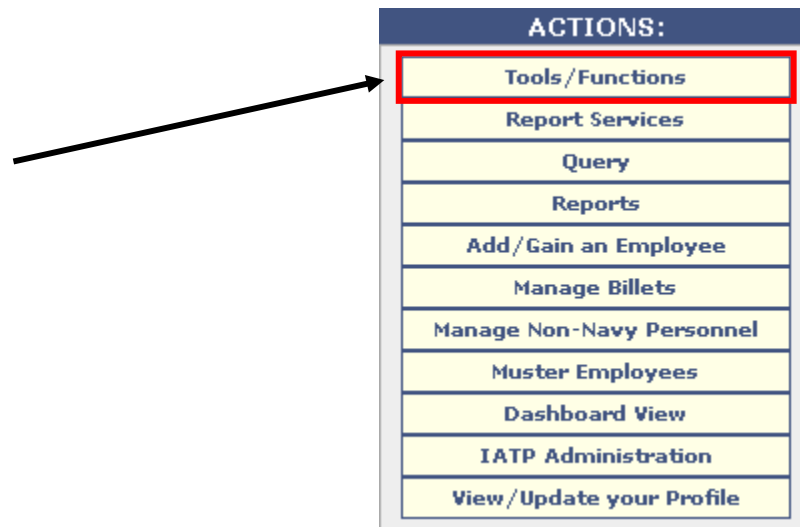 ACTIONS:
Tools/Functions
Report Services
Query
Reports
Add/Gain an Employee
Manage Billets
Manage Non-Navy Personnel
Muster Employees
Dashboard View
IATP Administration
View/Update your Profile